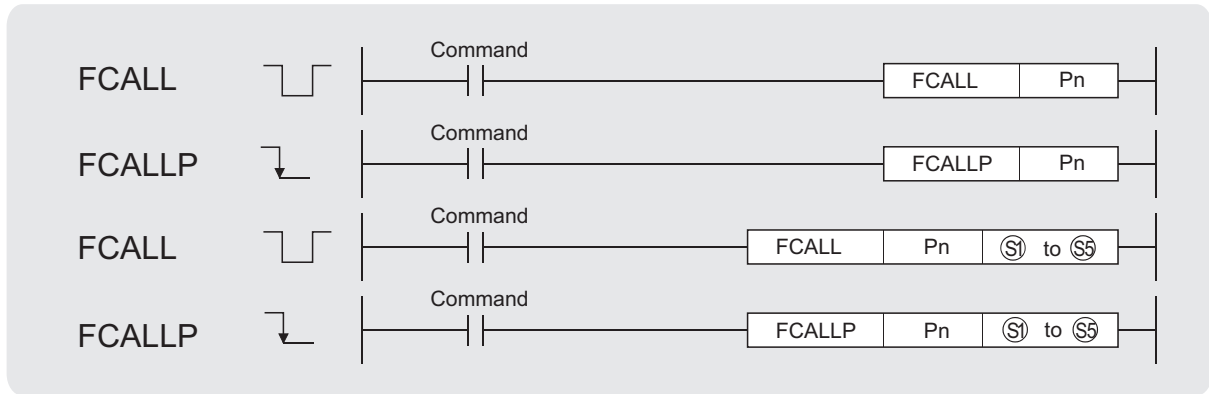 Command
FCALL FCALL Pn
Command
FCALLP FCALLP Pn
Command
FCALL FCALL Pn S1 to S5
Command
FCALLP FCALLP Pn S1 to S5